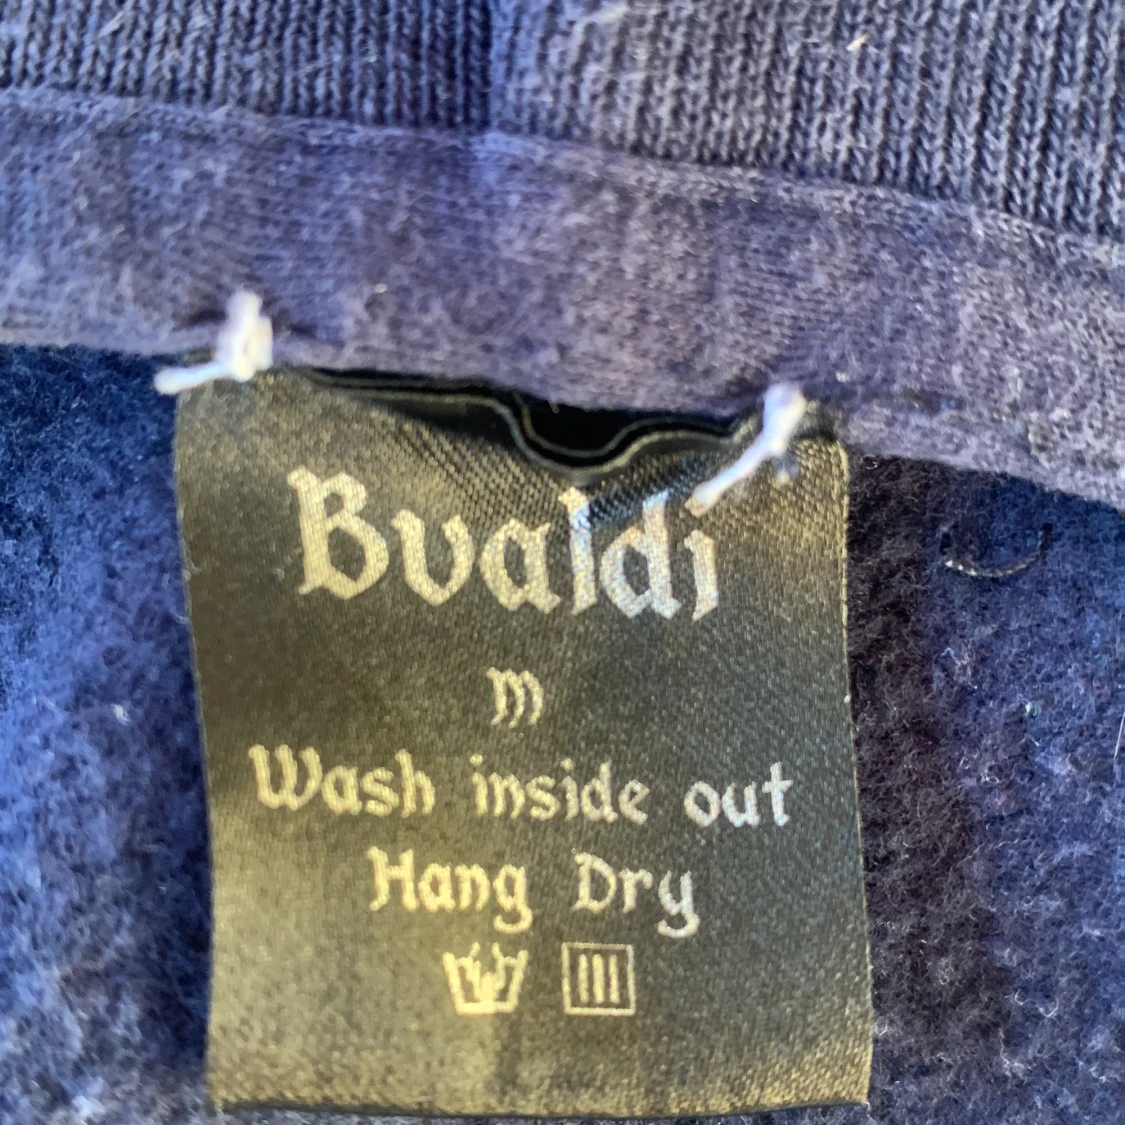 Bvaldi
m
Wash inside out
Hang Dry